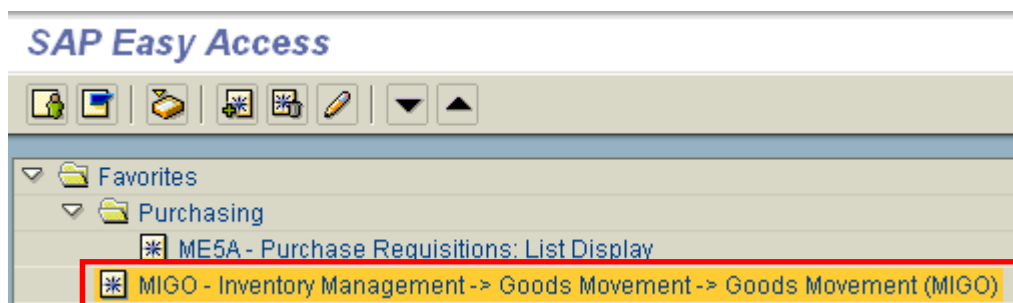 SAP Easy Access
Favorites
Purchasing
ME5A - Purchase Requisitions: List Display
MIGO - Inventory Management -> Goods Movement -> Goods Movement (MIGO)